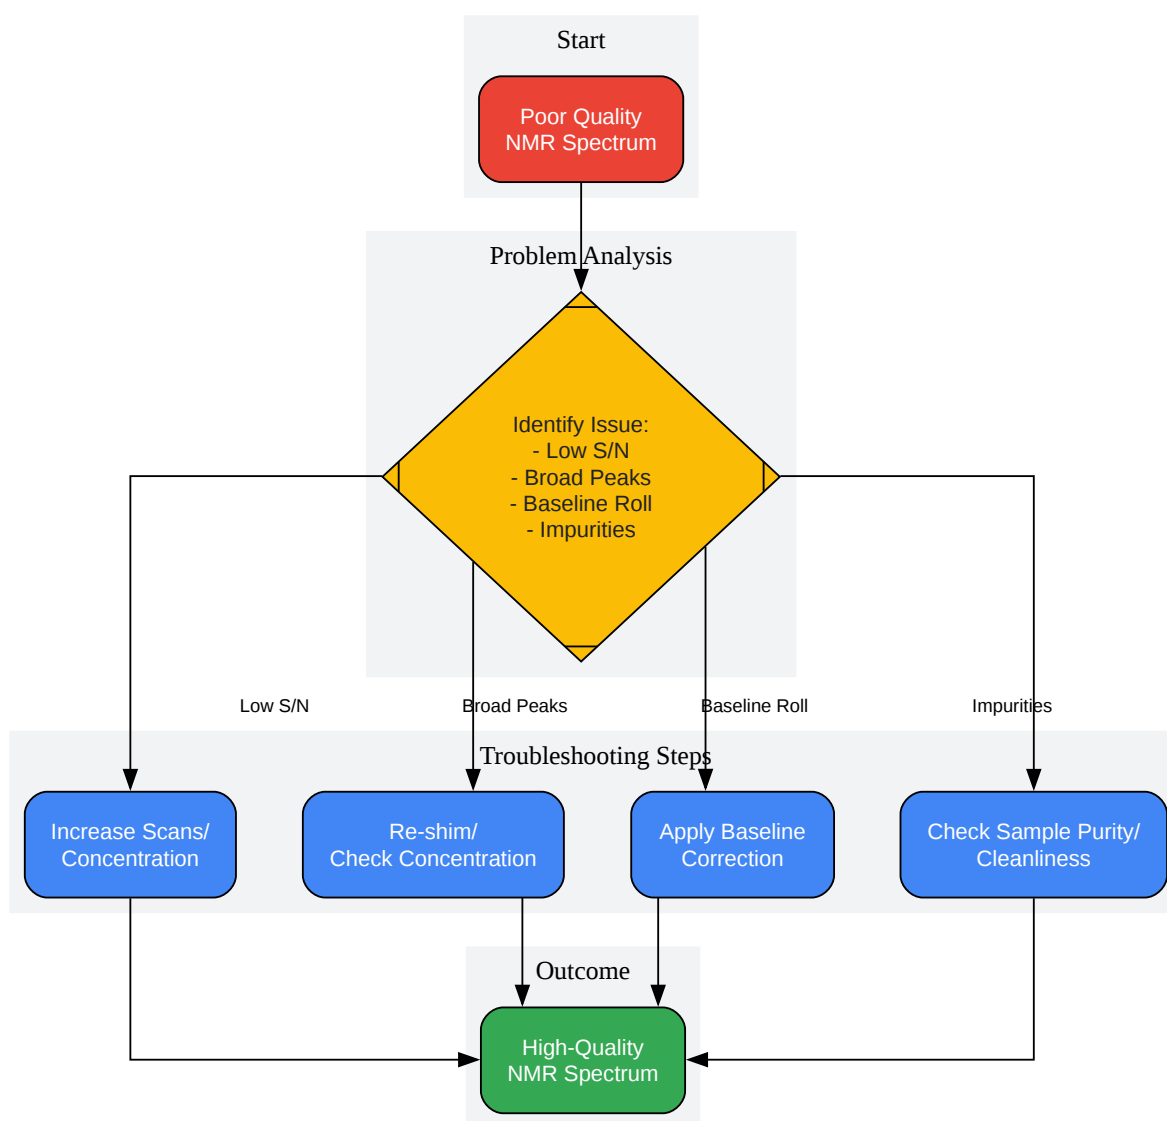 Start
Poor Quality
NMR Spectrum
Problem Analysis
Identify Issue:
- Low S/N
- Broad Peaks
- Baseline Roll
- Impurities
Low S/N
Broad Peaks
Baseline Roll
Impurities
Troubleshooting Steps
Increase Scans/
Concentration
Re-shim/
Check Concentration
Apply Baseline
Correction
Check Sample Purity/
Cleanliness
Outcome
High-Quality
NMR Spectrum